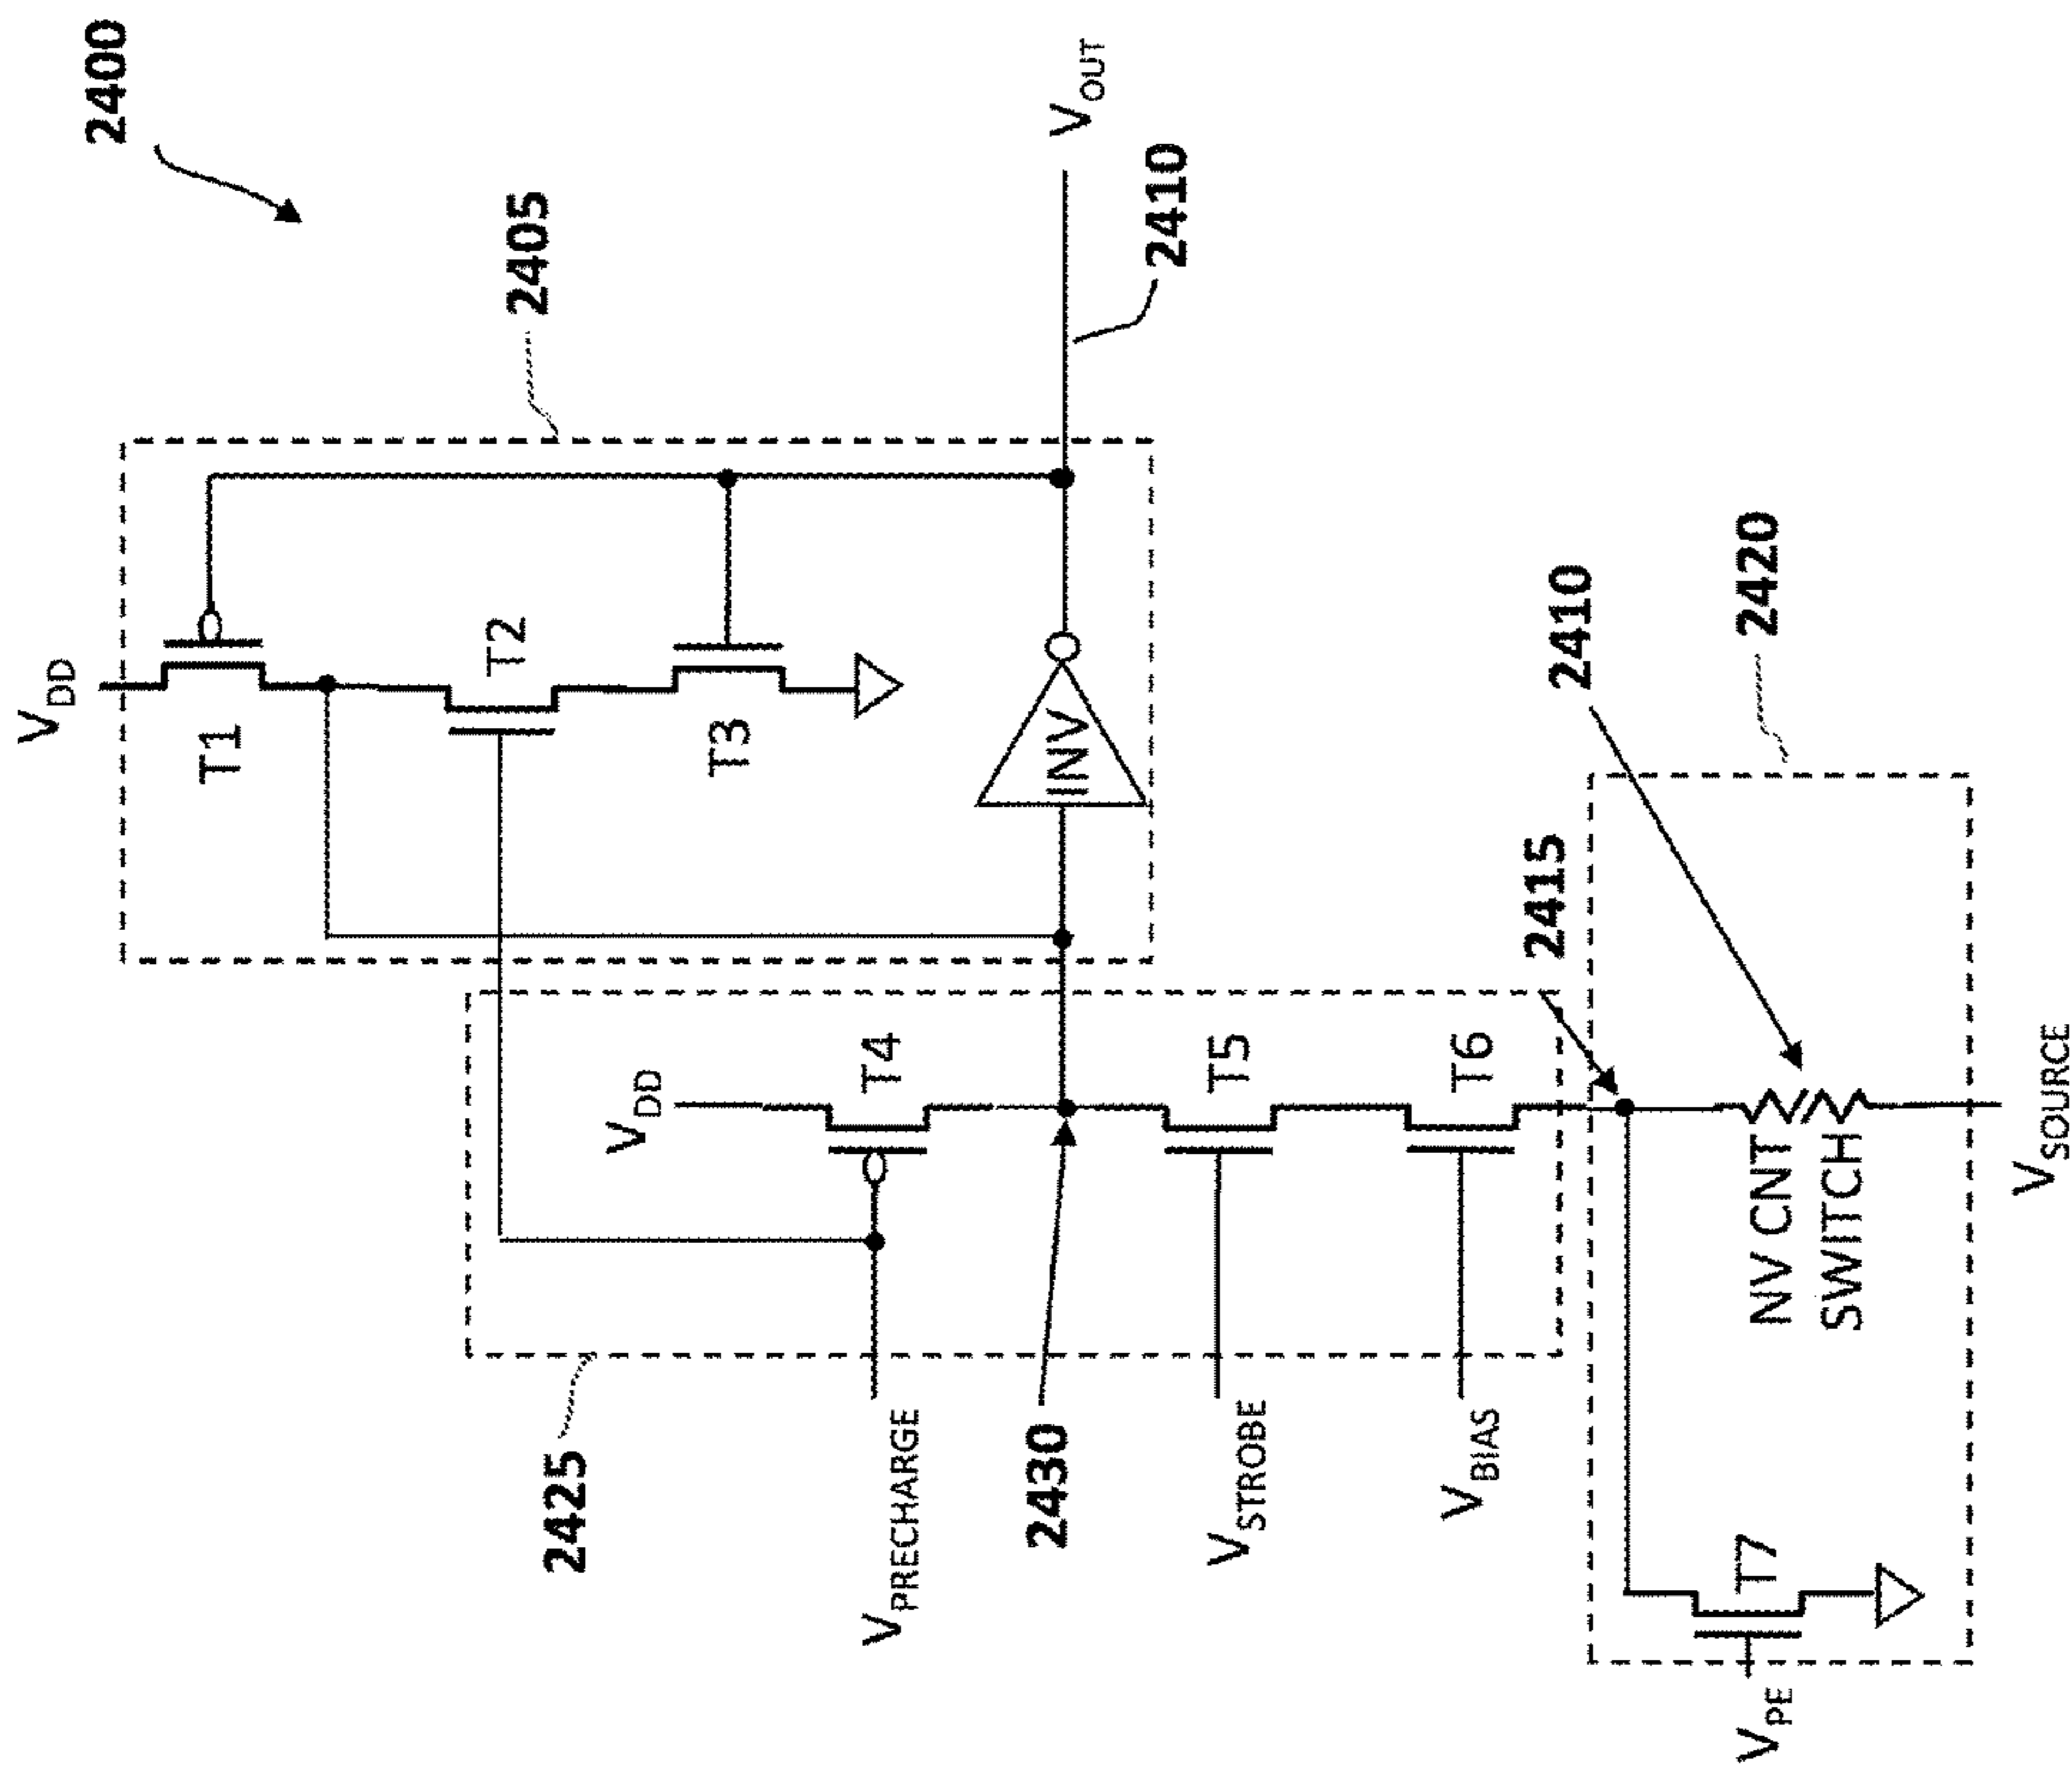 2400
V_DD
2405
T1
T2
T3
V_OUT
2410
INV
2425
V_DD
T4
V_PRECHARGE
2430
T5
V_STROBE
T6
V_BIAS
2415
2410
2420
T7
V_PE
NV CNT
SWITCH
V_SOURCE